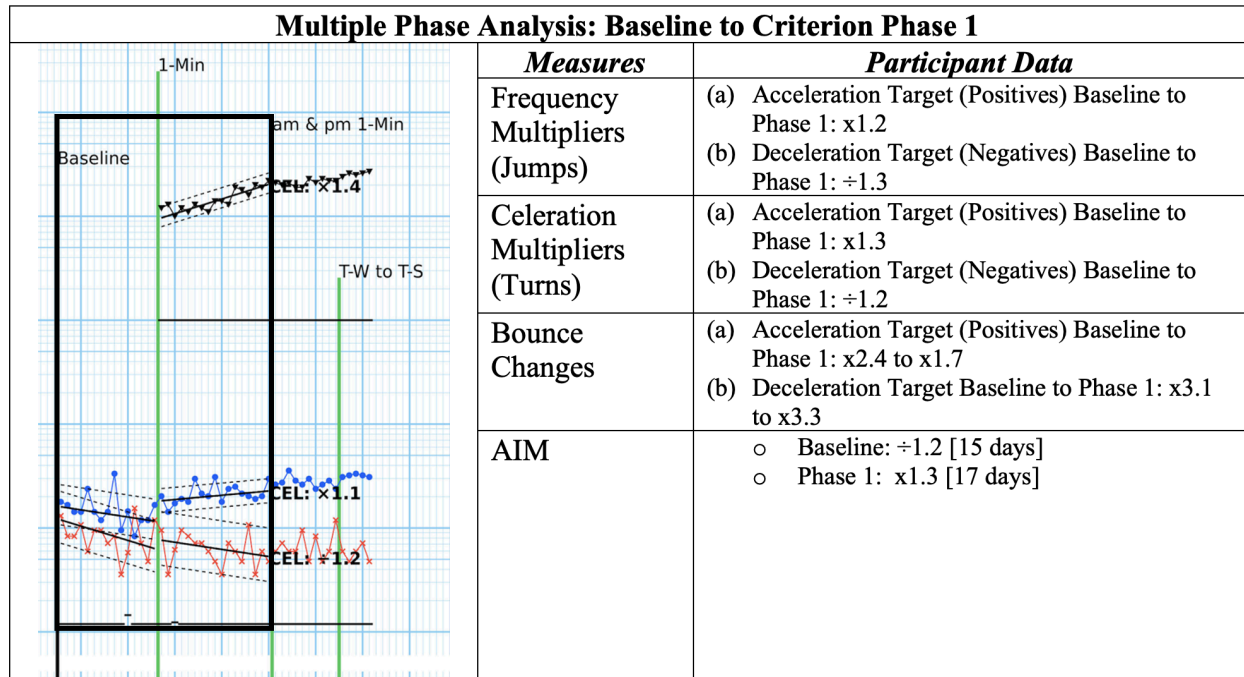 Multiple Phase Analysis: Baseline to Criterion Phase 1
1-Min
am & pm 1-Min
Baseline
CEL: ×1.4
T-W to T-S
CEL: ×1.1
CEL: ÷1.2
Measures
Participant Data
Frequency
Multipliers
(Jumps)
(a) Acceleration Target (Positives) Baseline to
Phase 1: x1.2
(b) Deceleration Target (Negatives) Baseline to
Phase 1: ÷1.3
Celeration
Multipliers
(Turns)
(a) Acceleration Target (Positives) Baseline to
Phase 1: x1.3
(b) Deceleration Target (Negatives) Baseline to
Phase 1: ÷1.2
Bounce
Changes
(a) Acceleration Target (Positives) Baseline to
Phase 1: x2.4 to x1.7
(b) Deceleration Target Baseline to Phase 1: x3.1
to x3.3
AIM
o Baseline: ÷1.2 [15 days]
o Phase 1: x1.3 [17 days]